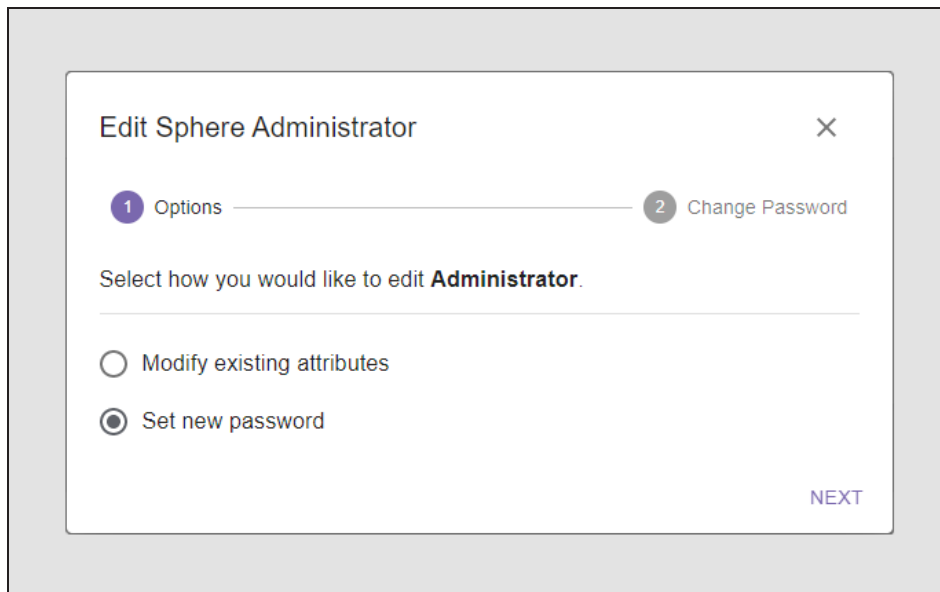 Edit Sphere Administrator
1 Options 2 Change Password
Select how you would like to edit Administrator.
Modify existing attributes
Set new password
NEXT